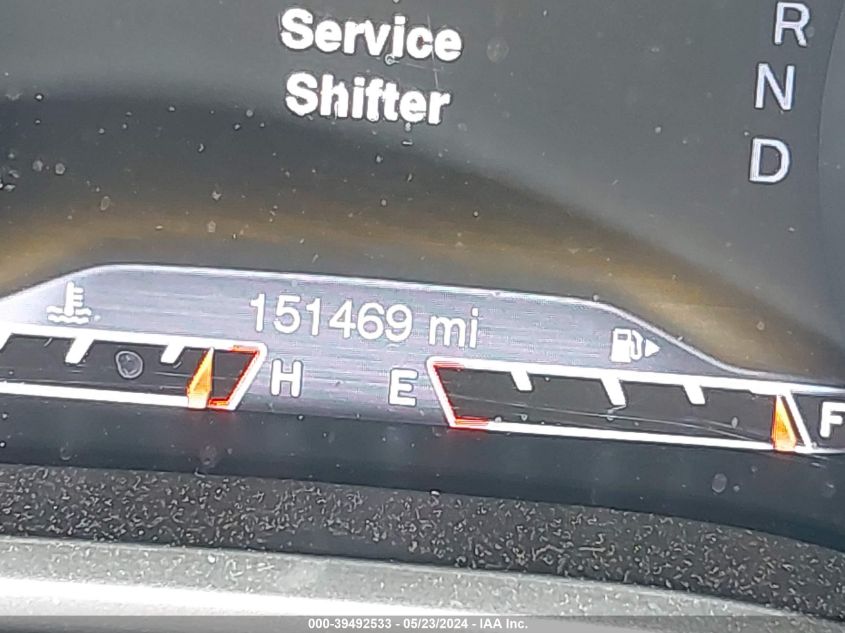 Service
Shifter
R
N
D
151469 mi
H
E
F
000-39492533 - 05/23/2024 - IAA Inc.